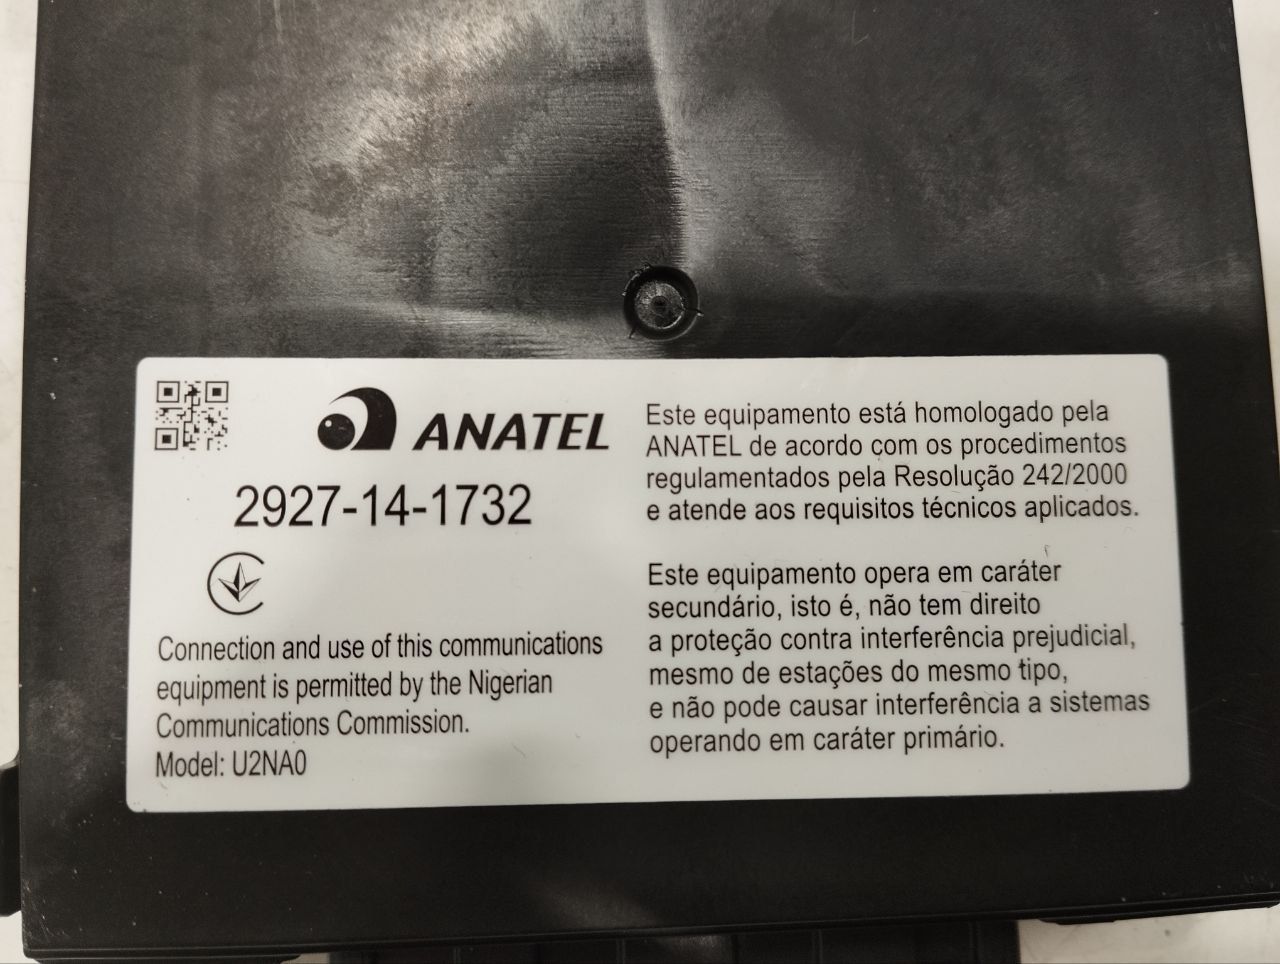 ANATEL
2927-14-1732
Connection and use of this communications
equipment is permitted by the Nigerian
Communications Commission.
Model: U2NA0
Este equipamento está homologado pela
ANATEL de acordo com os procedimentos
regulamentados pela Resolução 242/2000
e atende aos requisitos técnicos aplicados.
Este equipamento opera em caráter
secundário, isto é, não tem direito
a proteção contra interferência prejudicial,
mesmo de estações do mesmo tipo,
e não pode causar interferência a sistemas
operando em caráter primário.